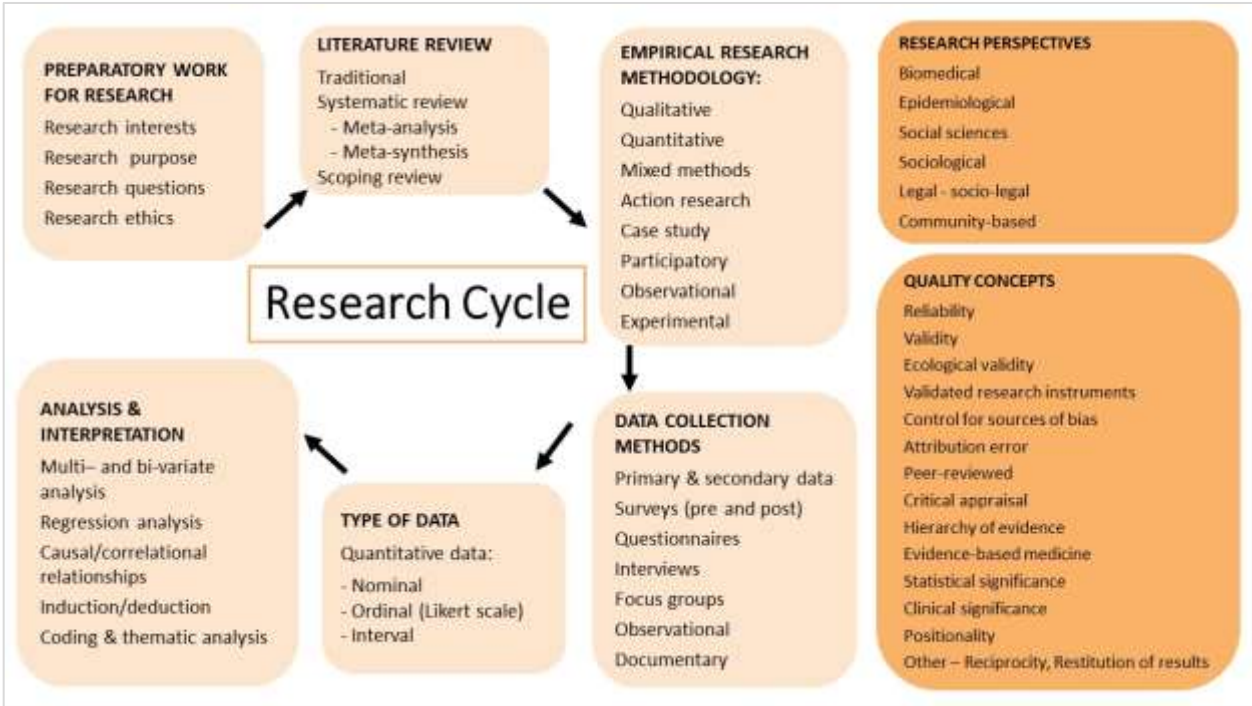 PREPARATORY WORK
FOR RESEARCH
Research interests
Research purpose
Research questions
Research ethics
LITERATURE REVIEW
Traditional
Systematic review
- Meta-analysis
- Meta-synthesis
Scoping review
EMPIRICAL RESEARCH
METHODOLOGY:
Qualitative
Quantitative
Mixed methods
Action research
Case study
Participatory
Observational
Experimental
Research Cycle
DATA COLLECTION
METHODS
Primary & secondary data
Surveys (pre and post)
Questionnaires
Interviews
Focus groups
Observational
Documentary
TYPE OF DATA
Quantitative data:
- Nominal
- Ordinal (Likert scale)
- Interval
ANALYSIS &
INTERPRETATION
Multi– and bi-variate
analysis
Regression analysis
Causal/correlational
relationships
Induction/deduction
Coding & thematic analysis
RESEARCH PERSPECTIVES
Biomedical
Epidemiological
Social sciences
Sociological
Legal - socio-legal
Community-based
QUALITY CONCEPTS
Reliability
Validity
Ecological validity
Validated research instruments
Control for sources of bias
Attribution error
Peer-reviewed
Critical appraisal
Hierarchy of evidence
Evidence-based medicine
Statistical significance
Clinical significance
Positionality
Other – Reciprocity, Restitution of results